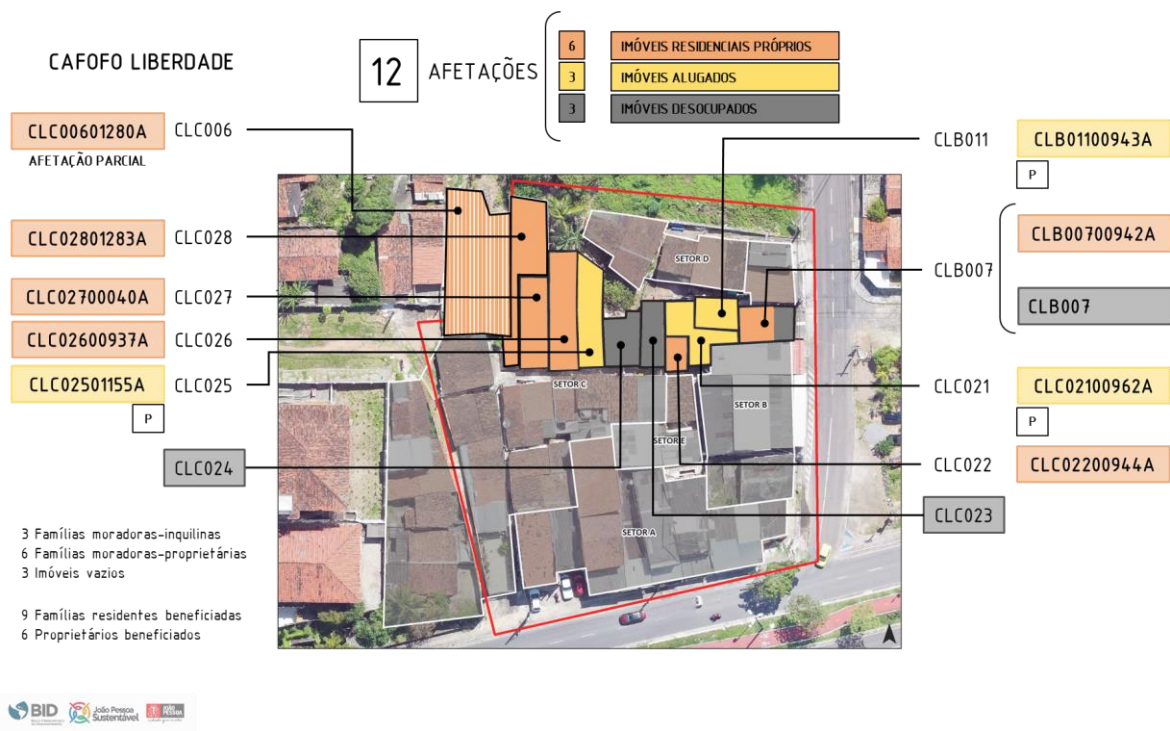 CAFOFO LIBERDADE
12
AFETAÇÕES
6
IMÓVEIS RESIDENCIAIS PRÓPRIOS
3
IMÓVEIS ALUGADOS
3
IMÓVEIS DESOCUPADOS
CLC00601280A
CLC006
AFETAÇÃO PARCIAL
CLC02801283A
CLC028
CLC02700040A
CLC027
CLC02600937A
CLC026
CLC02501155A
CLC025
P
CLC024
SETOR D
SETOR C
SETOR B
SETOR E
SETOR A
CLB011
CLB01100943A
P
CLB007
CLB00700942A
CLB007
CLC021
CLC02100962A
P
CLC022
CLC02200944A
CLC023
3 Famílias moradoras-inquilinas
6 Famílias moradoras-proprietárias
3 Imóveis vazios
9 Famílias residentes beneficiadas
6 Proprietários beneficiados
BID
João Pessoa
Sustentável
JOÃO
PESSOA